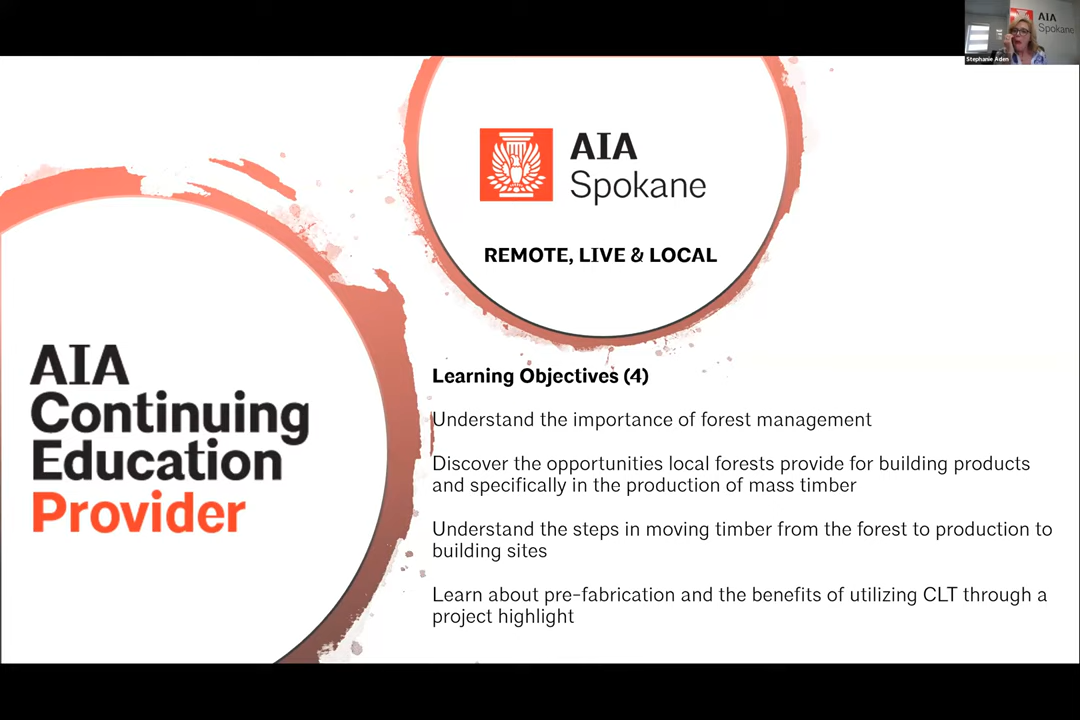 AIA
Spokane
Stephanie Aden
AIA
Spokane
REMOTE, LIVE & LOCAL
AIA
Continuing
Education
Provider
Learning Objectives (4)
Understand the importance of forest management
Discover the opportunities local forests provide for building products
and specifically in the production of mass timber
Understand the steps in moving timber from the forest to production to
building sites
Learn about pre-fabrication and the benefits of utilizing CLT through a
project highlight